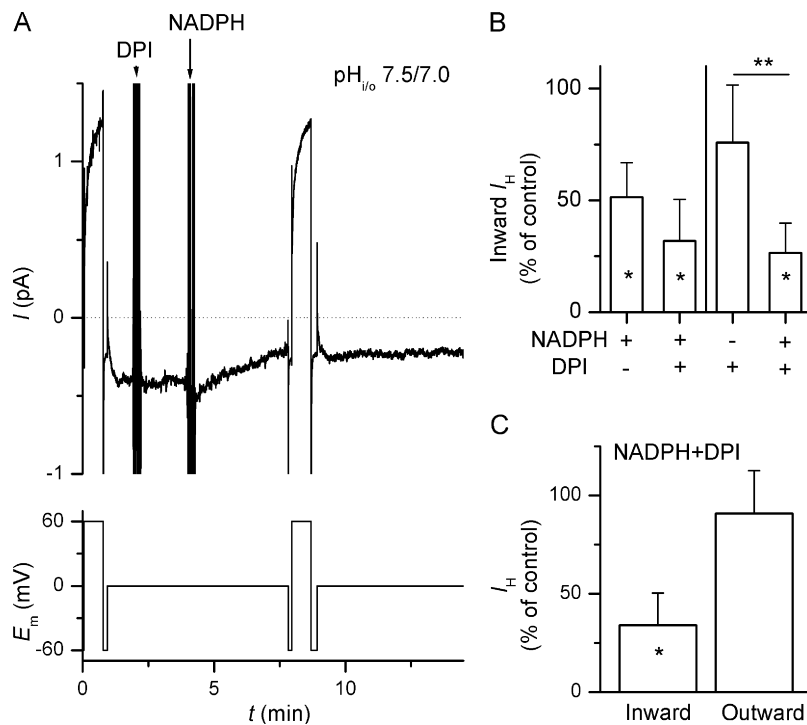 A
DPI
NADPH
pHi/o 7.5/7.0
1
0
-1
I (pA)
60
0
-60
Em (mV)
0
5
10
t (min)
B
**
100
50
0
Inward IH
(% of control)
*
*
*
NADPH + + - +
DPI - + + +
C
NADPH+DPI
100
50
0
IH
(% of control)
*
Inward
Outward